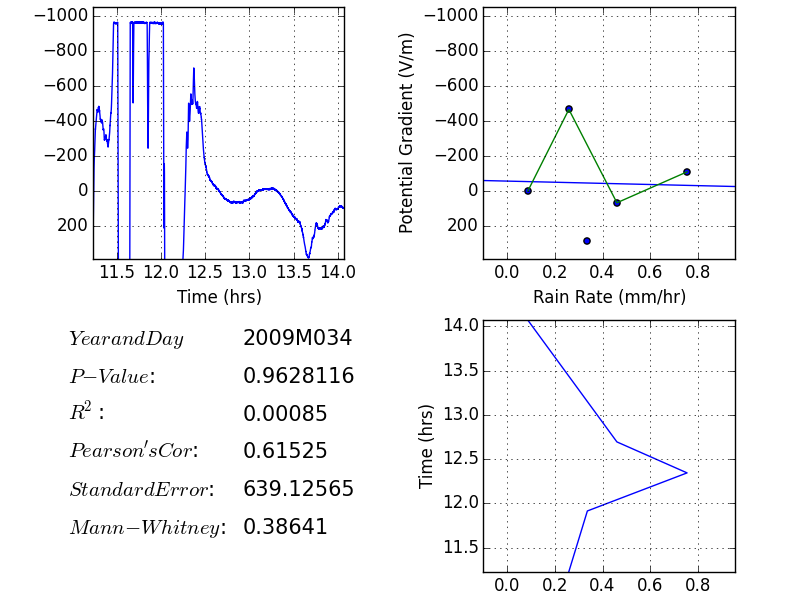 −1000
−800
−600
−400
−200
0
200
11.5 12.0 12.5 13.0 13.5 14.0
Time (hrs)
Potential Gradient (V/m)
−1000
−800
−600
−400
−200
0
200
0.0 0.2 0.4 0.6 0.8
Rain Rate (mm/hr)
YearandDay 2009M034
P−Value: 0.9628116
R² : 0.00085
Pearson'sCor: 0.61525
StandardError: 639.12565
Mann−Whitney: 0.38641
Time (hrs)
14.0
13.5
13.0
12.5
12.0
11.5
0.0 0.2 0.4 0.6 0.8